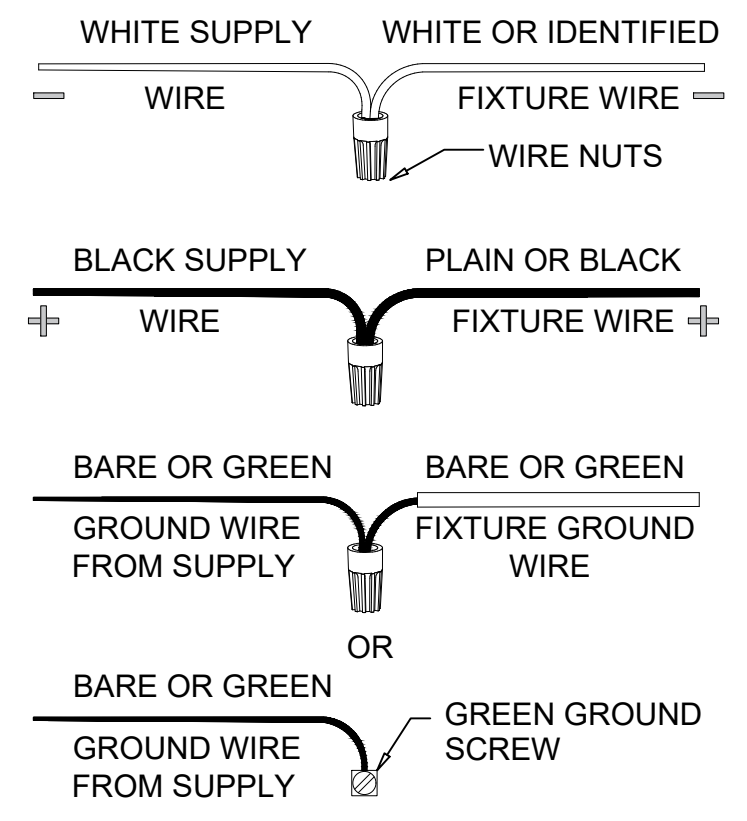 WHITE SUPPLY WHITE OR IDENTIFIED
WIRE FIXTURE WIRE
WIRE NUTS
BLACK SUPPLY PLAIN OR BLACK
WIRE FIXTURE WIRE
BARE OR GREEN BARE OR GREEN
GROUND WIRE FIXTURE GROUND
FROM SUPPLY WIRE
OR
BARE OR GREEN
GREEN GROUND
GROUND WIRE SCREW
FROM SUPPLY